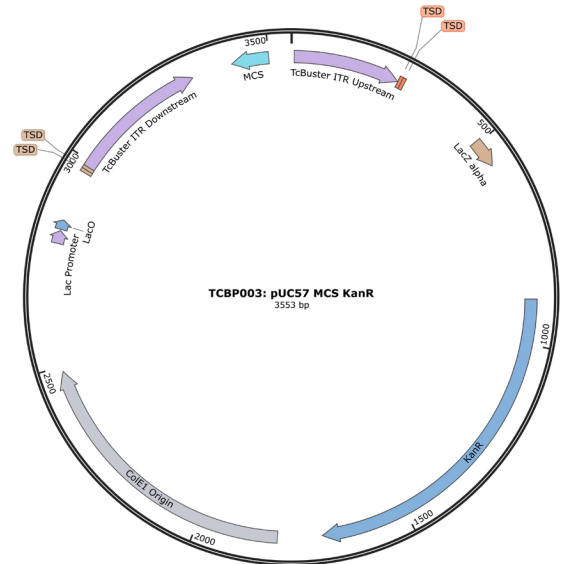 TSD
TSD
3500
TcBuster ITR Upstream
MCS
TcBuster ITR Downstream
TSD
TSD
3000
500
LacZ alpha
LacO
Lac Promoter
TCBP003: pUC57 MCS KanR
3553 bp
1000
2500
KanR
ColE1 Origin
1500
2000